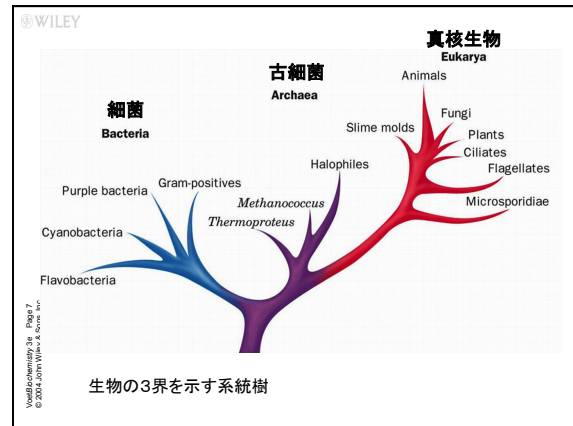 WILEY
真核生物
Eukarya
古細菌
Archaea
細菌
Bacteria
Animals
Fungi
Slime molds
Plants
Ciliates
Flagellates
Microsporidiae
Halophiles
Methanococcus
Thermoproteus
Gram-positives
Purple bacteria
Cyanobacteria
Flavobacteria
Voet Biochemistry 3e Page 7
© 2004 John Wiley & Sons, Inc.
生物の3界を示す系統樹